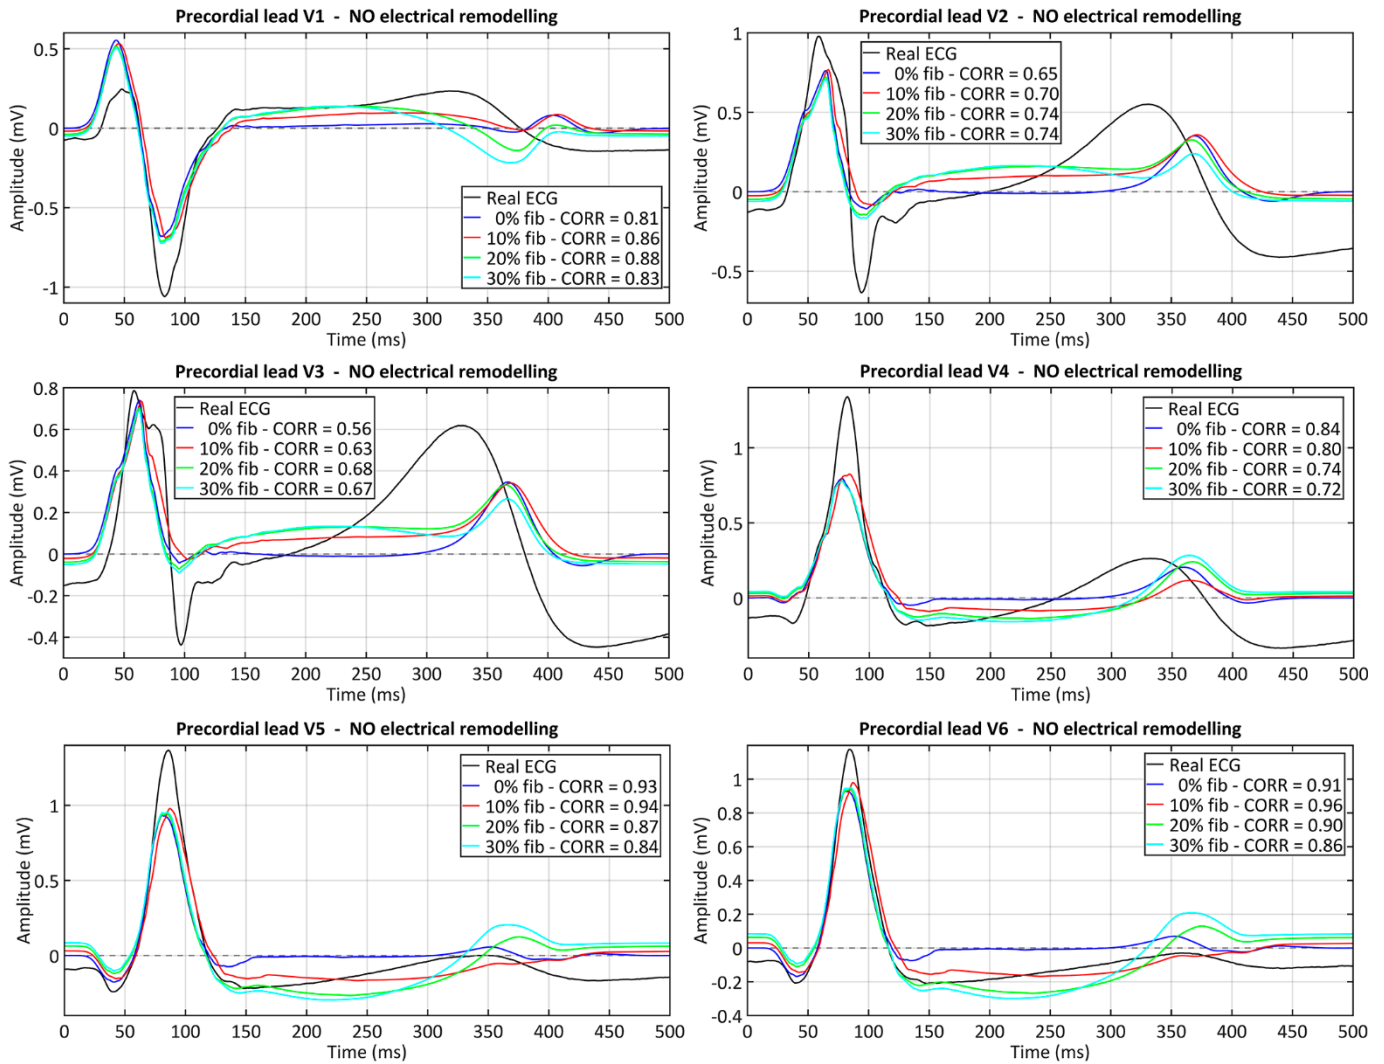 Precordial lead V1 - NO electrical remodelling
Amplitude (mV)
0.5
0
-0.5
-1
Real ECG
0% fib - CORR = 0.81
10% fib - CORR = 0.86
20% fib - CORR = 0.88
30% fib - CORR = 0.83
0 50 100 150 200 250 300 350 400 450 500
Time (ms)
Precordial lead V2 - NO electrical remodelling
Amplitude (mV)
1
0.5
0
-0.5
Real ECG
0% fib - CORR = 0.65
10% fib - CORR = 0.70
20% fib - CORR = 0.74
30% fib - CORR = 0.74
0 50 100 150 200 250 300 350 400 450 500
Time (ms)
Precordial lead V3 - NO electrical remodelling
Amplitude (mV)
0.8
0.6
0.4
0.2
0
-0.2
-0.4
Real ECG
0% fib - CORR = 0.56
10% fib - CORR = 0.63
20% fib - CORR = 0.68
30% fib - CORR = 0.67
0 50 100 150 200 250 300 350 400 450 500
Time (ms)
Precordial lead V4 - NO electrical remodelling
Amplitude (mV)
1
0.5
0
Real ECG
0% fib - CORR = 0.84
10% fib - CORR = 0.80
20% fib - CORR = 0.74
30% fib - CORR = 0.72
0 50 100 150 200 250 300 350 400 450 500
Time (ms)
Precordial lead V5 - NO electrical remodelling
Amplitude (mV)
1
0.5
0
Real ECG
0% fib - CORR = 0.93
10% fib - CORR = 0.94
20% fib - CORR = 0.87
30% fib - CORR = 0.84
0 50 100 150 200 250 300 350 400 450 500
Time (ms)
Precordial lead V6 - NO electrical remodelling
Amplitude (mV)
1
0.8
0.6
0.4
0.2
0
-0.2
-0.4
Real ECG
0% fib - CORR = 0.91
10% fib - CORR = 0.96
20% fib - CORR = 0.90
30% fib - CORR = 0.86
0 50 100 150 200 250 300 350 400 450 500
Time (ms)